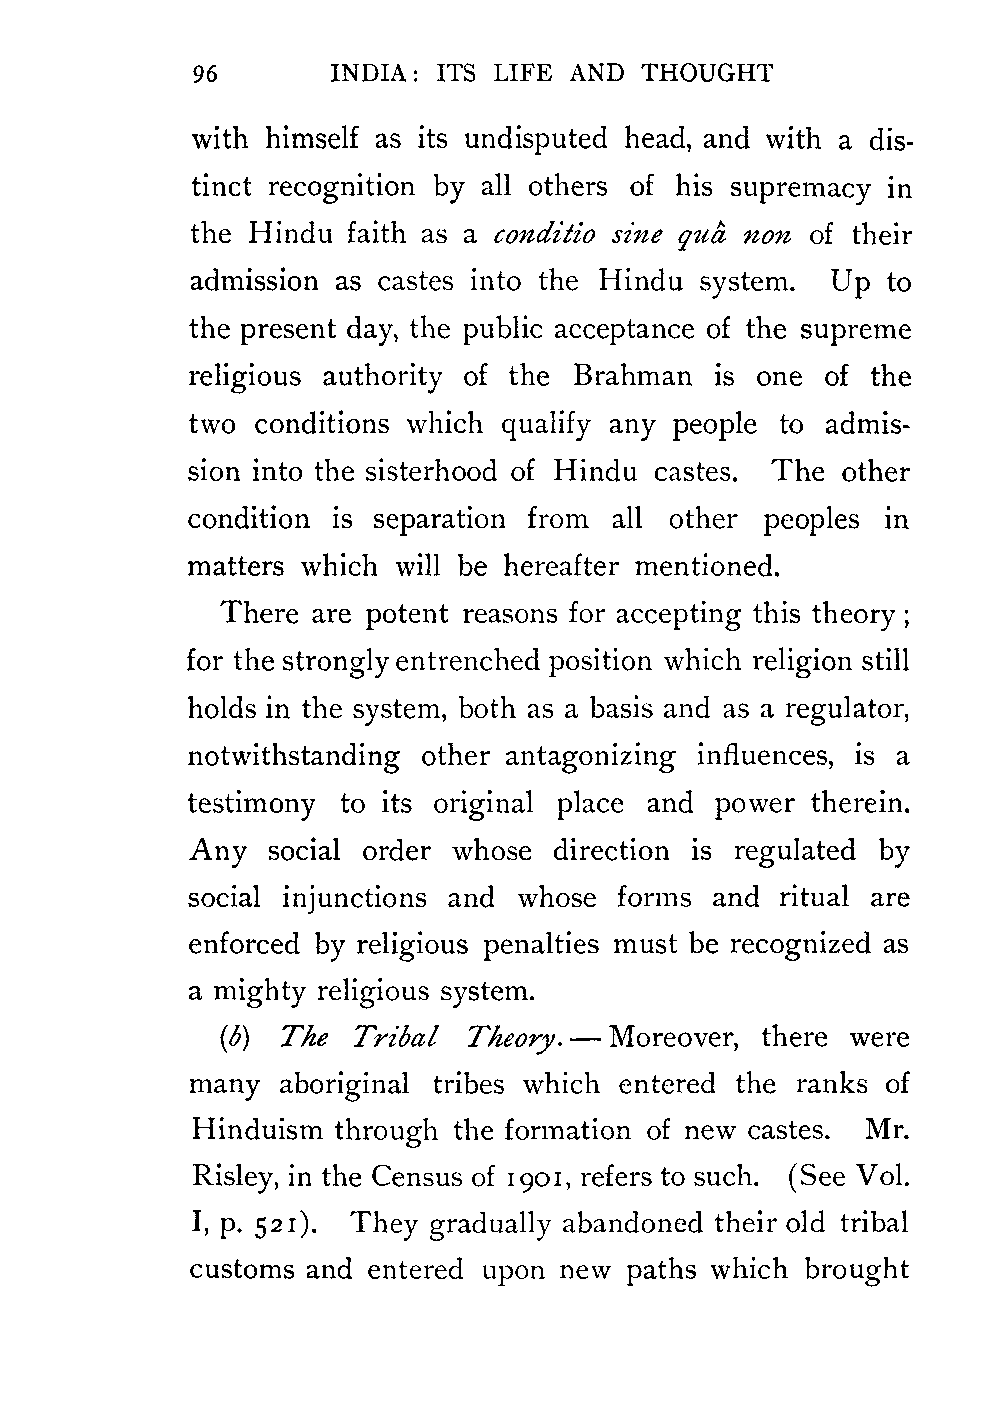 96 INDIA: ITS LIFE AND THOUGHT
with himself as its undisputed head, and with a dis-
tinct recognition by all others of his supremacy in
the Hindu faith as a conditio sine quâ non of their
admission as castes into the Hindu system. Up to
the present day, the public acceptance of the supreme
religious authority of the Brahman is one of the
two conditions which qualify any people to admis-
sion into the sisterhood of Hindu castes. The other
condition is separation from all other peoples in
matters which will be hereafter mentioned.
There are potent reasons for accepting this theory;
for the strongly entrenched position which religion still
holds in the system, both as a basis and as a regulator,
notwithstanding other antagonizing influences, is a
testimony to its original place and power therein.
Any social order whose direction is regulated by
social injunctions and whose forms and ritual are
enforced by religious penalties must be recognized as
a mighty religious system.
(b) The Tribal Theory. — Moreover, there were
many aboriginal tribes which entered the ranks of
Hinduism through the formation of new castes. Mr.
Risley, in the Census of 1901, refers to such. (See Vol.
I, p. 521). They gradually abandoned their old tribal
customs and entered upon new paths which brought